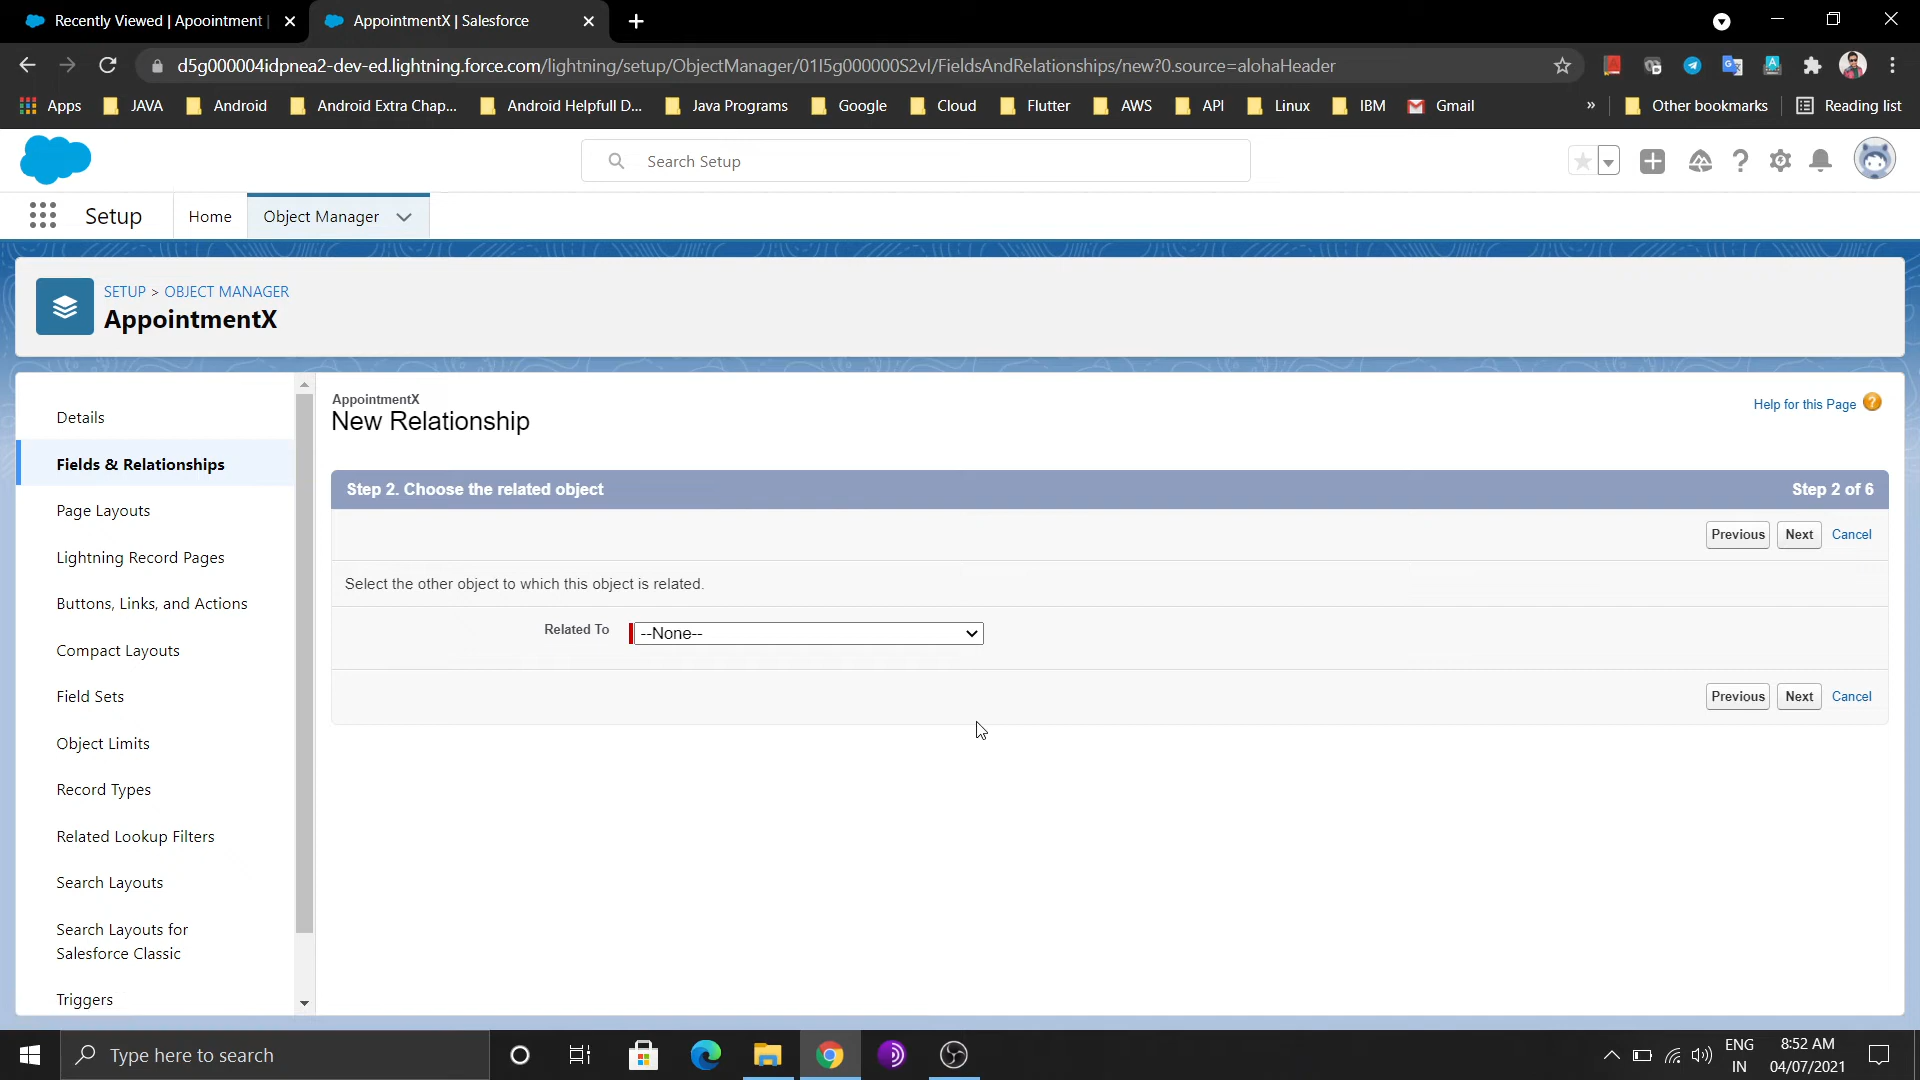 Recently Viewed | Apoointment |
AppointmentX | Salesforce
d5g000004idpnea2-dev-ed.lightning.force.com/lightning/setup/ObjectManager/01I5g000000S2vl/FieldsAndRelationships/new?0.source=alohaHeader
Apps JAVA Android Android Extra Chap... Android Helpfull D... Java Programs Google Cloud Flutter AWS API Linux IBM Gmail » Other bookmarks Reading list
Search Setup
Setup Home Object Manager
SETUP > OBJECT MANAGER
AppointmentX
Details
Fields & Relationships
Page Layouts
Lightning Record Pages
Buttons, Links, and Actions
Compact Layouts
Field Sets
Object Limits
Record Types
Related Lookup Filters
Search Layouts
Search Layouts for
Salesforce Classic
Triggers
AppointmentX
New Relationship
Help for this Page ?
Step 2. Choose the related object Step 2 of 6
Previous Next Cancel
Select the other object to which this object is related.
Related To --None--
Previous Next Cancel
Type here to search
ENG
IN
8:52 AM
04/07/2021